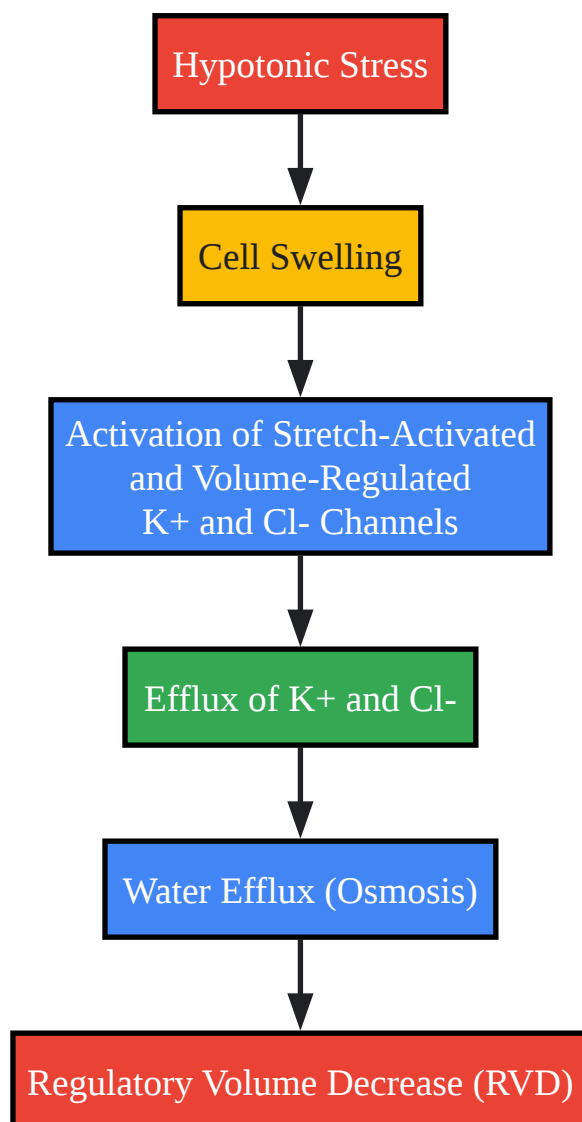 Hypotonic Stress
Cell Swelling
Activation of Stretch-Activated
and Volume-Regulated
K+ and Cl- Channels
Efflux of K+ and Cl-
Water Efflux (Osmosis)
Regulatory Volume Decrease (RVD)